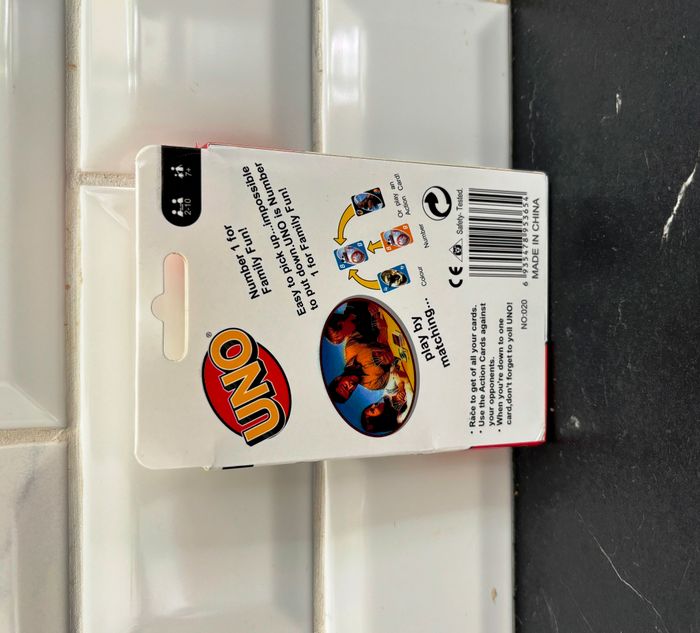 2-10 7+
UNO®
Number 1 for
Family Fun!
Easy to pick up...impossible
to put down.UNO is Number
1 for Family Fun!
play by
matching...
Colour
Number
Or play an
Action Card!
• Race to get of all your cards.
• Use the Action Cards against
your opponents.
• When you're down to one
card,don't forget to yoll UNO!
CE
Safety- Tested.
6 935478 953654
NO:020
MADE IN CHINA